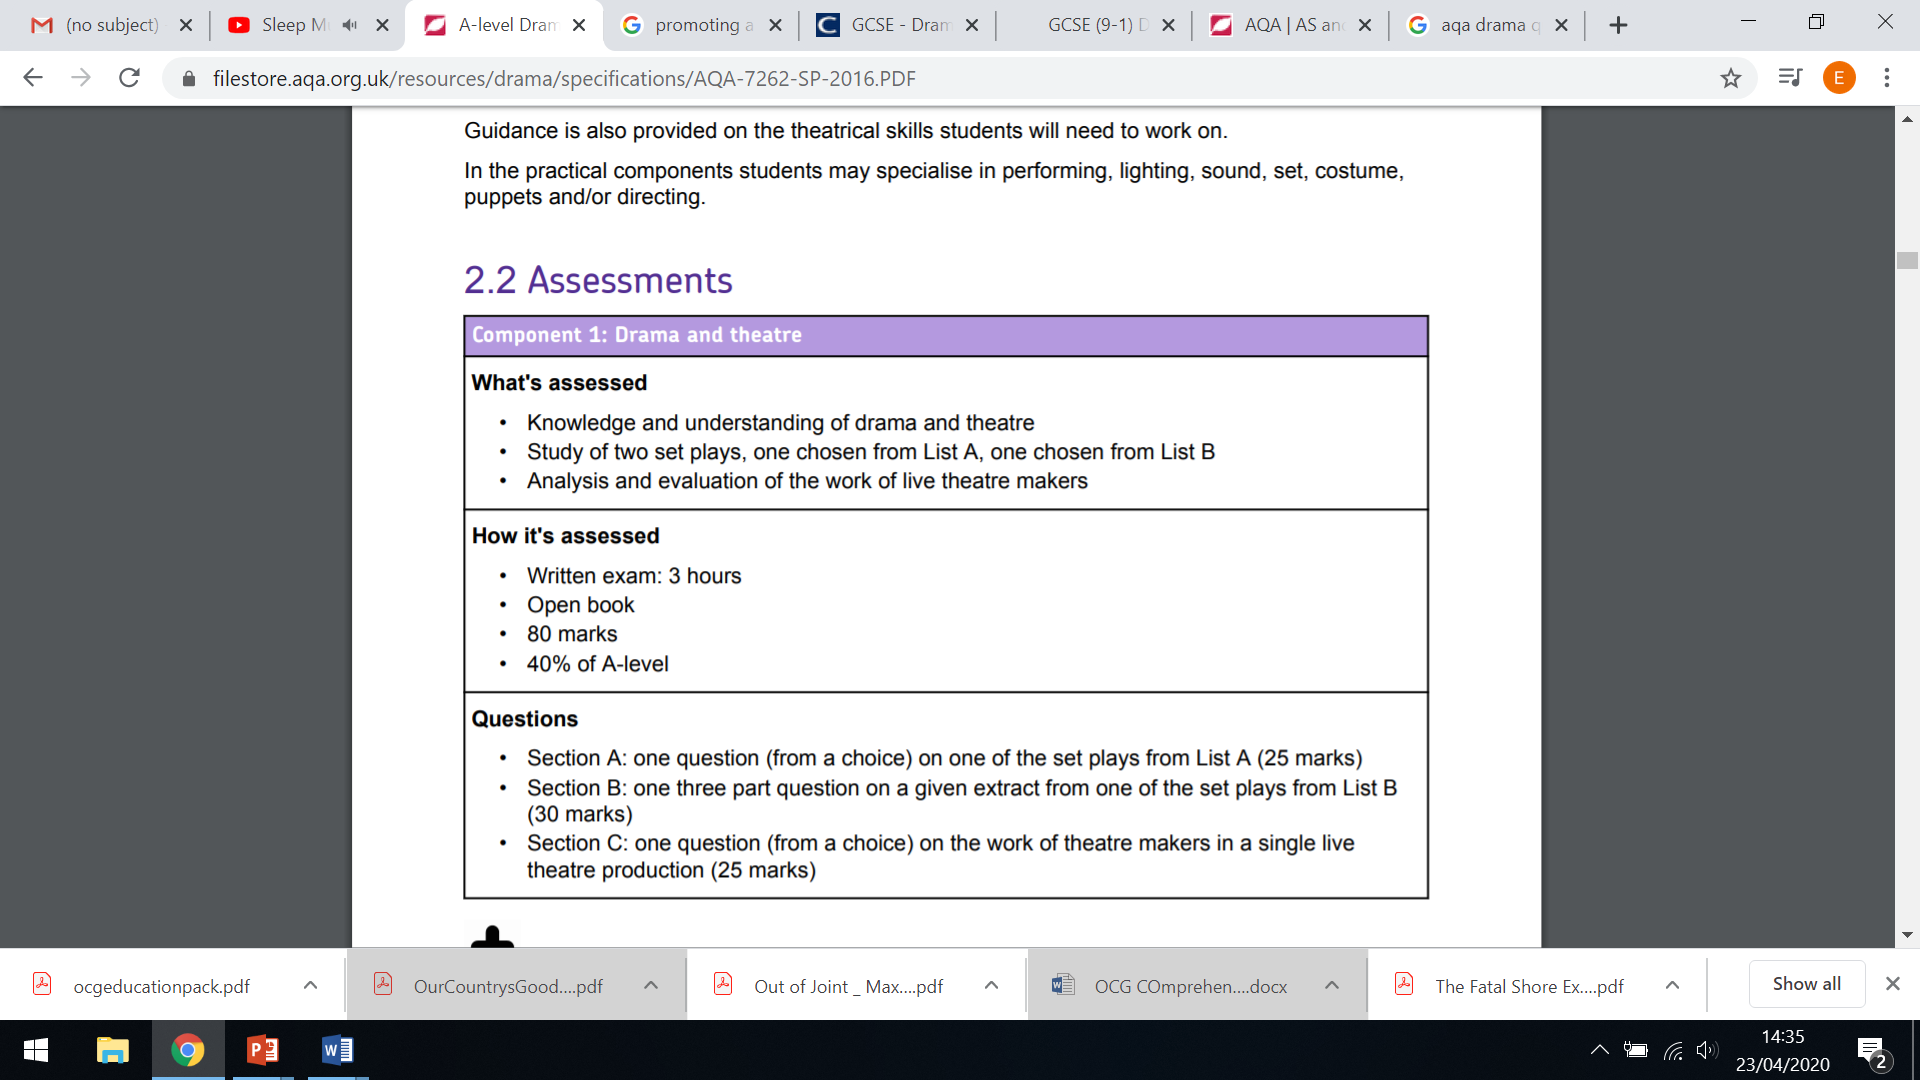 (no subject)
Sleep M
A-level Dram
promoting a
GCSE - Dram
GCSE (9-1) D
AQA | AS an
aqa drama q
filestore.aqa.org.uk/resources/drama/specifications/AQA-7262-SP-2016.PDF
E
Guidance is also provided on the theatrical skills students will need to work on.
In the practical components students may specialise in performing, lighting, sound, set, costume,
puppets and/or directing.
2.2 Assessments
Component 1: Drama and theatre
What's assessed
• Knowledge and understanding of drama and theatre
• Study of two set plays, one chosen from List A, one chosen from List B
• Analysis and evaluation of the work of live theatre makers
How it's assessed
• Written exam: 3 hours
• Open book
• 80 marks
• 40% of A-level
Questions
• Section A: one question (from a choice) on one of the set plays from List A (25 marks)
• Section B: one three part question on a given extract from one of the set plays from List B
(30 marks)
• Section C: one question (from a choice) on the work of theatre makers in a single live
theatre production (25 marks)
ocgeducationpack.pdf
OurCountrysGood....pdf
Out of Joint _ Max....pdf
OCG COmprehen....docx
The Fatal Shore Ex....pdf
Show all
14:35
23/04/2020
2